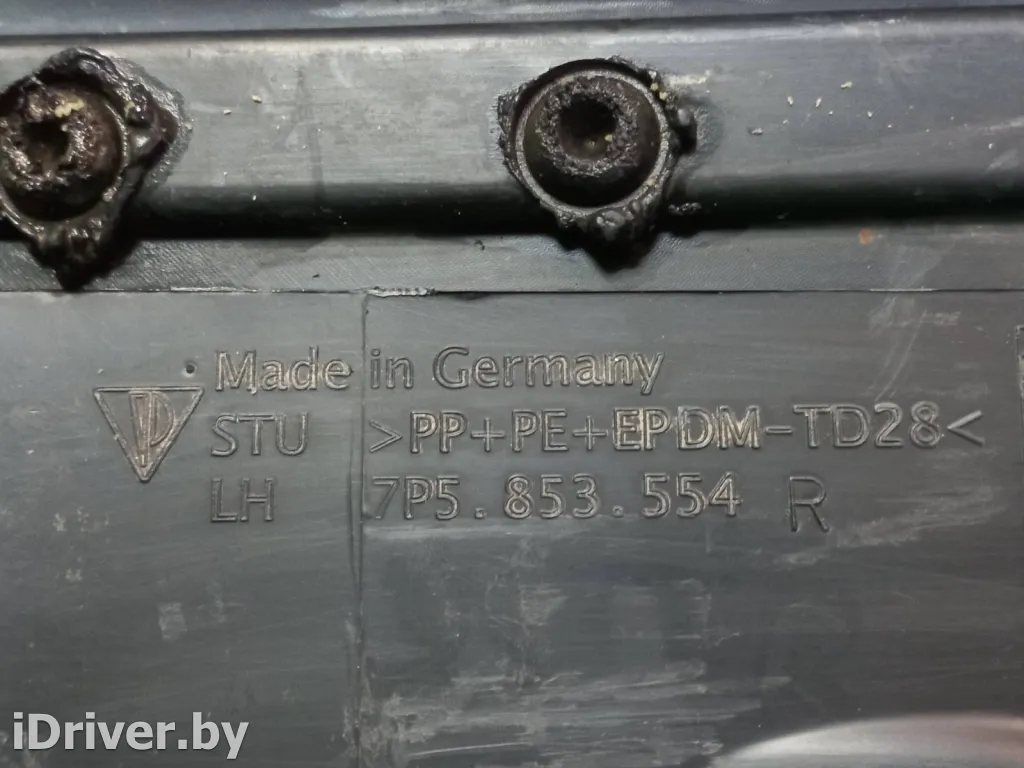 Made in Germany
STU >PP+PE+EPDM-TD28<
LH 7P5.853.554 R
iDriver.by